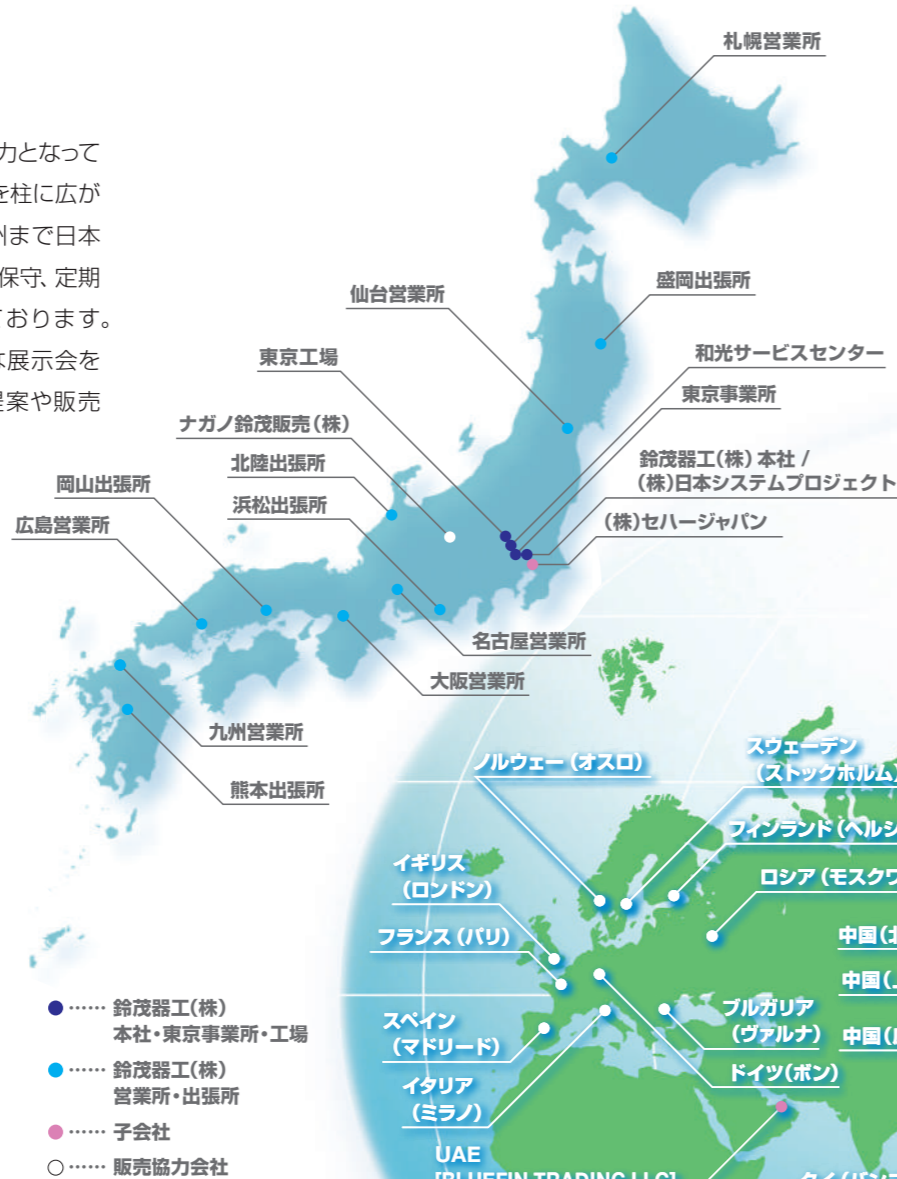 力となって
を柱に広が
州まで日本
保守、定期
ております。
な展示会を
提案や販売
札幌営業所
盛岡出張所
仙台営業所
和光サービスセンター
東京工場
東京事業所
ナガノ鈴茂販売(株)
鈴茂器工(株)本社 /
(株)日本システムプロジェクト
北陸出張所
岡山出張所
浜松出張所
(株)セハージャパン
広島営業所
名古屋営業所
大阪営業所
九州営業所
熊本出張所
ノルウェー(オスロ)
スウェーデン
(ストックホルム)
フィンランド(ヘルシ
イギリス
(ロンドン)
ロシア(モスクワ
フランス(パリ)
中国(北
中国(
スペイン
(マドリード)
ブルガリア
(ヴァルナ)
中国(
ドイツ(ボン)
イタリア
(ミラノ)
UAE
[BLUEFIN TRADING LLC]
●…… 鈴茂器工(株)
本社・東京事業所・工場
●…… 鈴茂器工(株)
営業所・出張所
●…… 子会社
○…… 販売協力会社